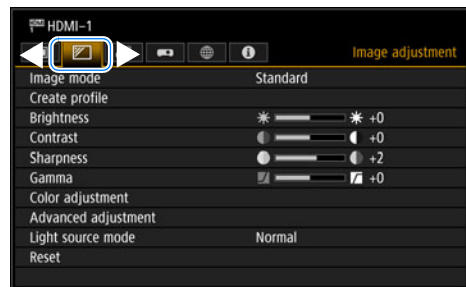 HDMI-1
Image adjustment
Image mode Standard
Create profile
Brightness +0
Contrast +0
Sharpness +2
Gamma +0
Color adjustment
Advanced adjustment
Light source mode Normal
Reset